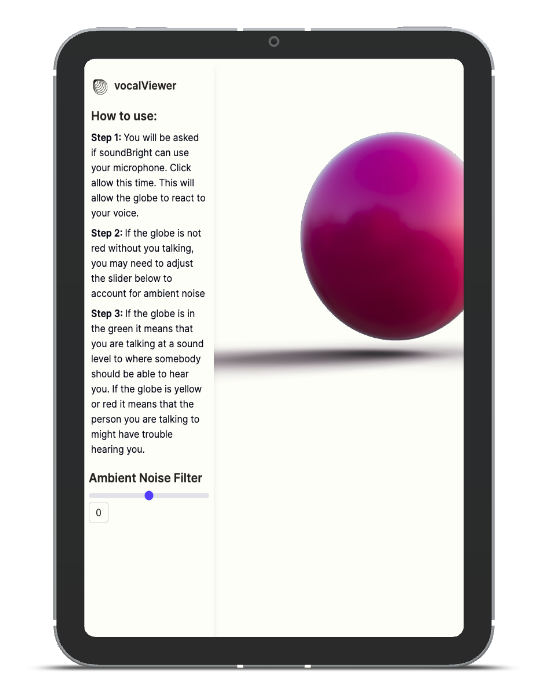 vocalViewer
How to use:
Step 1: You will be asked
if soundBright can use
your microphone. Click
allow this time. This will
allow the globe to react to
your voice.
Step 2: If the globe is not
red without you talking,
you may need to adjust
the slider below to
account for ambient noise
Step 3: If the globe is in
the green it means that
you are talking at a sound
level to where somebody
should be able to hear
you. If the globe is yellow
or red it means that the
person you are talking to
might have trouble
hearing you.
Ambient Noise Filter
0